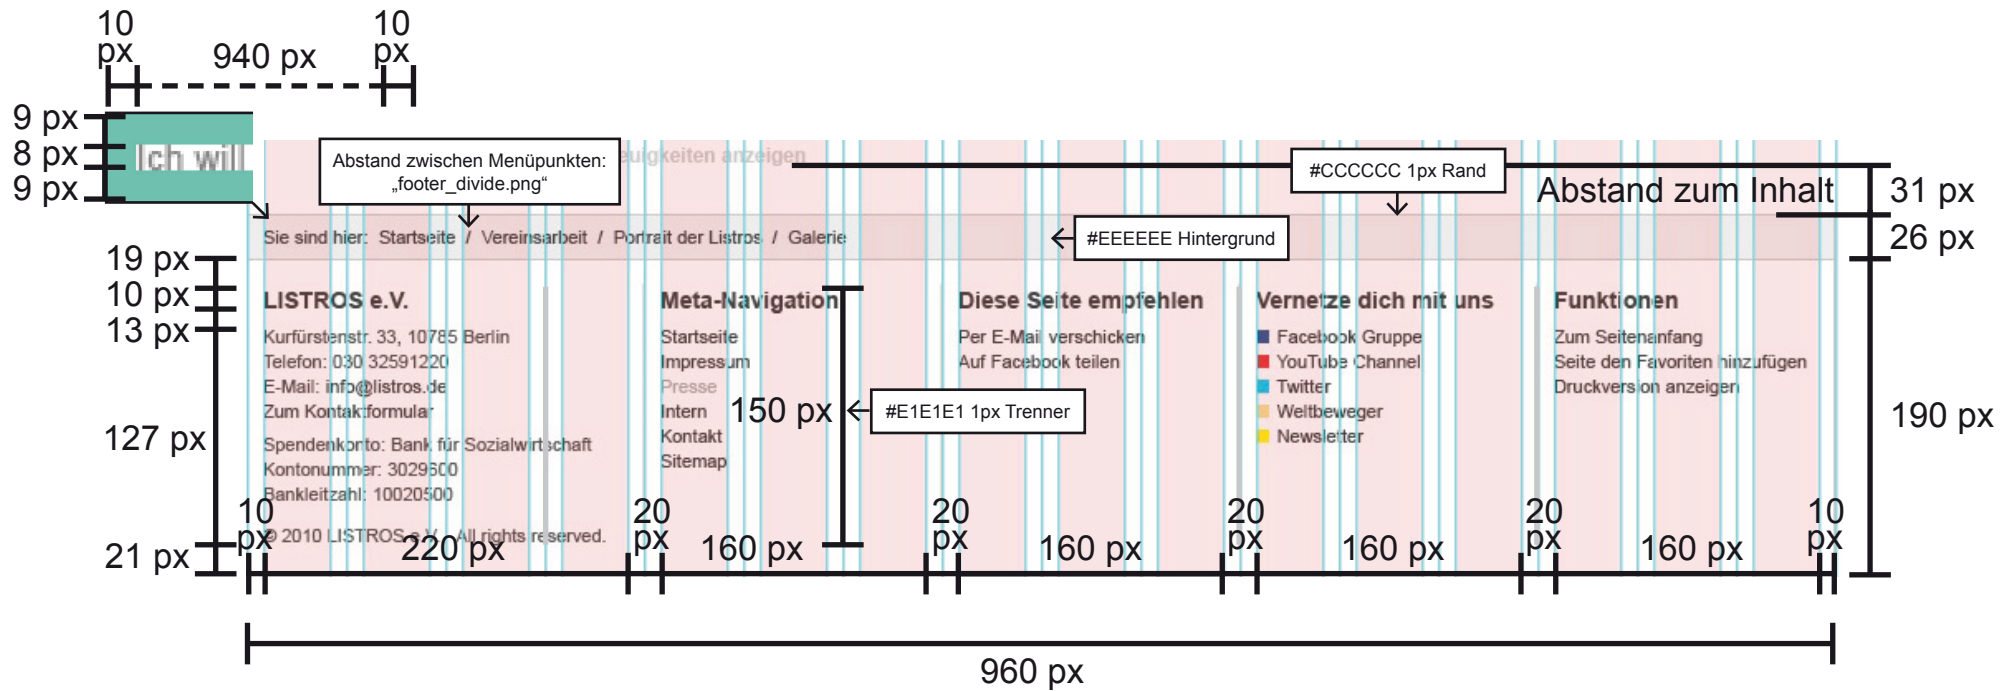 10
px
940 px
10
px
9 px
8 px
9 px
Ich will
Abstand zwischen Menüpunkten:
„footer_divide.png“
anzeigen
#CCCCCC 1px Rand
Abstand zum Inhalt
31 px
Sie sind hier: Startseite / Vereinsarbeit / Portrait der Listros / Galerie
#EEEEEE Hintergrund
26 px
19 px
10 px
13 px
127 px
21 px
LISTROS e.V.
Kurfürstenstr. 33, 10785 Berlin
Telefon: 030 32591220
E-Mail: info@listros.de
Zum Kontaktformular
Spendenkonto: Bank für Sozialwirtschaft
Kontonummer: 3029600
Bankleitzahl: 10020500
© 2010 LISTROS e.V. All rights reserved.
Meta-Navigation
Startseite
Impressum
Presse
Intern
Kontakt
Sitemap
150 px
#E1E1E1 1px Trenner
Diese Seite empfehlen
Per E-Mail verschicken
Auf Facebook teilen
Vernetze dich mit uns
Facebook Gruppe
YouTube Channel
Twitter
Weltbeweger
Newsletter
Funktionen
Zum Seitenanfang
Seite den Favoriten hinzufügen
Druckversion anzeigen
190 px
10
px
220 px
20
px
160 px
20
px
160 px
20
px
160 px
20
px
160 px
10
px
960 px